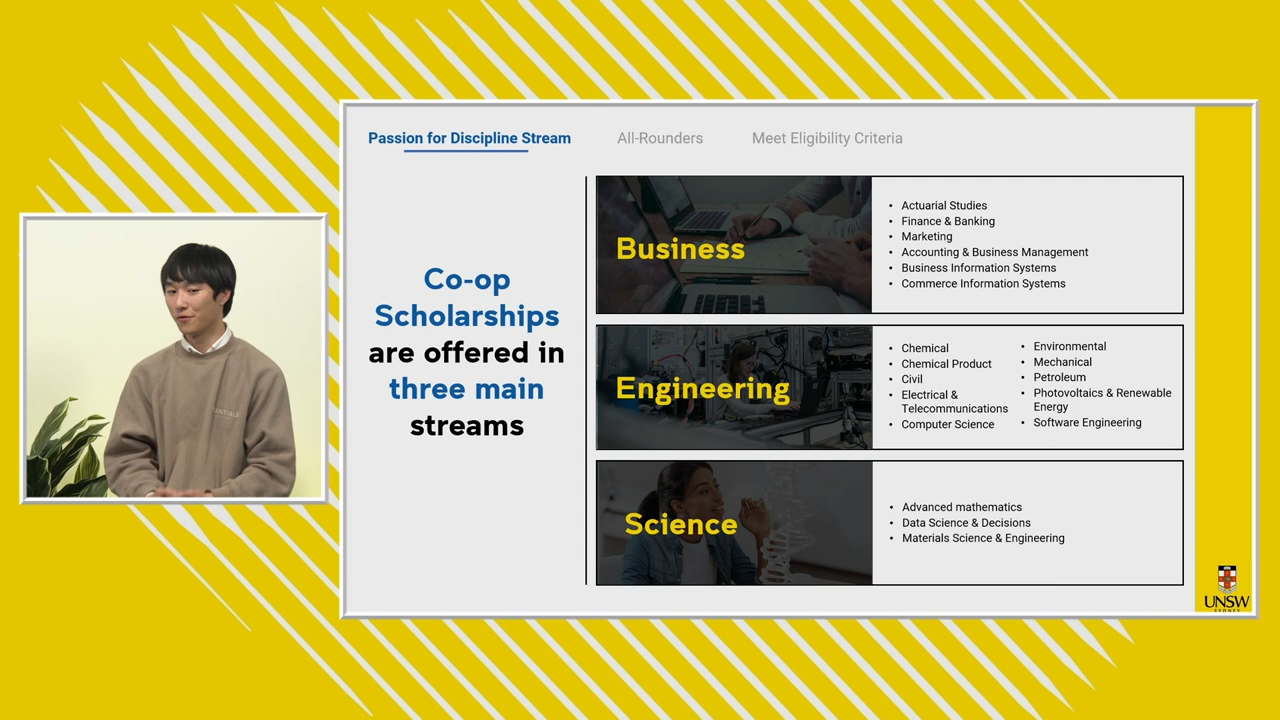 Passion for Discipline Stream
All-Rounders
Meet Eligibility Criteria
Co-op
Scholarships
are offered in
three main
streams
Business
• Actuarial Studies
• Finance & Banking
• Marketing
• Accounting & Business Management
• Business Information Systems
• Commerce Information Systems
Engineering
• Chemical
• Chemical Product
• Civil
• Electrical &
Telecommunications
• Computer Science
• Environmental
• Mechanical
• Petroleum
• Photovoltaics & Renewable
Energy
• Software Engineering
Science
• Advanced mathematics
• Data Science & Decisions
• Materials Science & Engineering
UNSW
SYDNEY